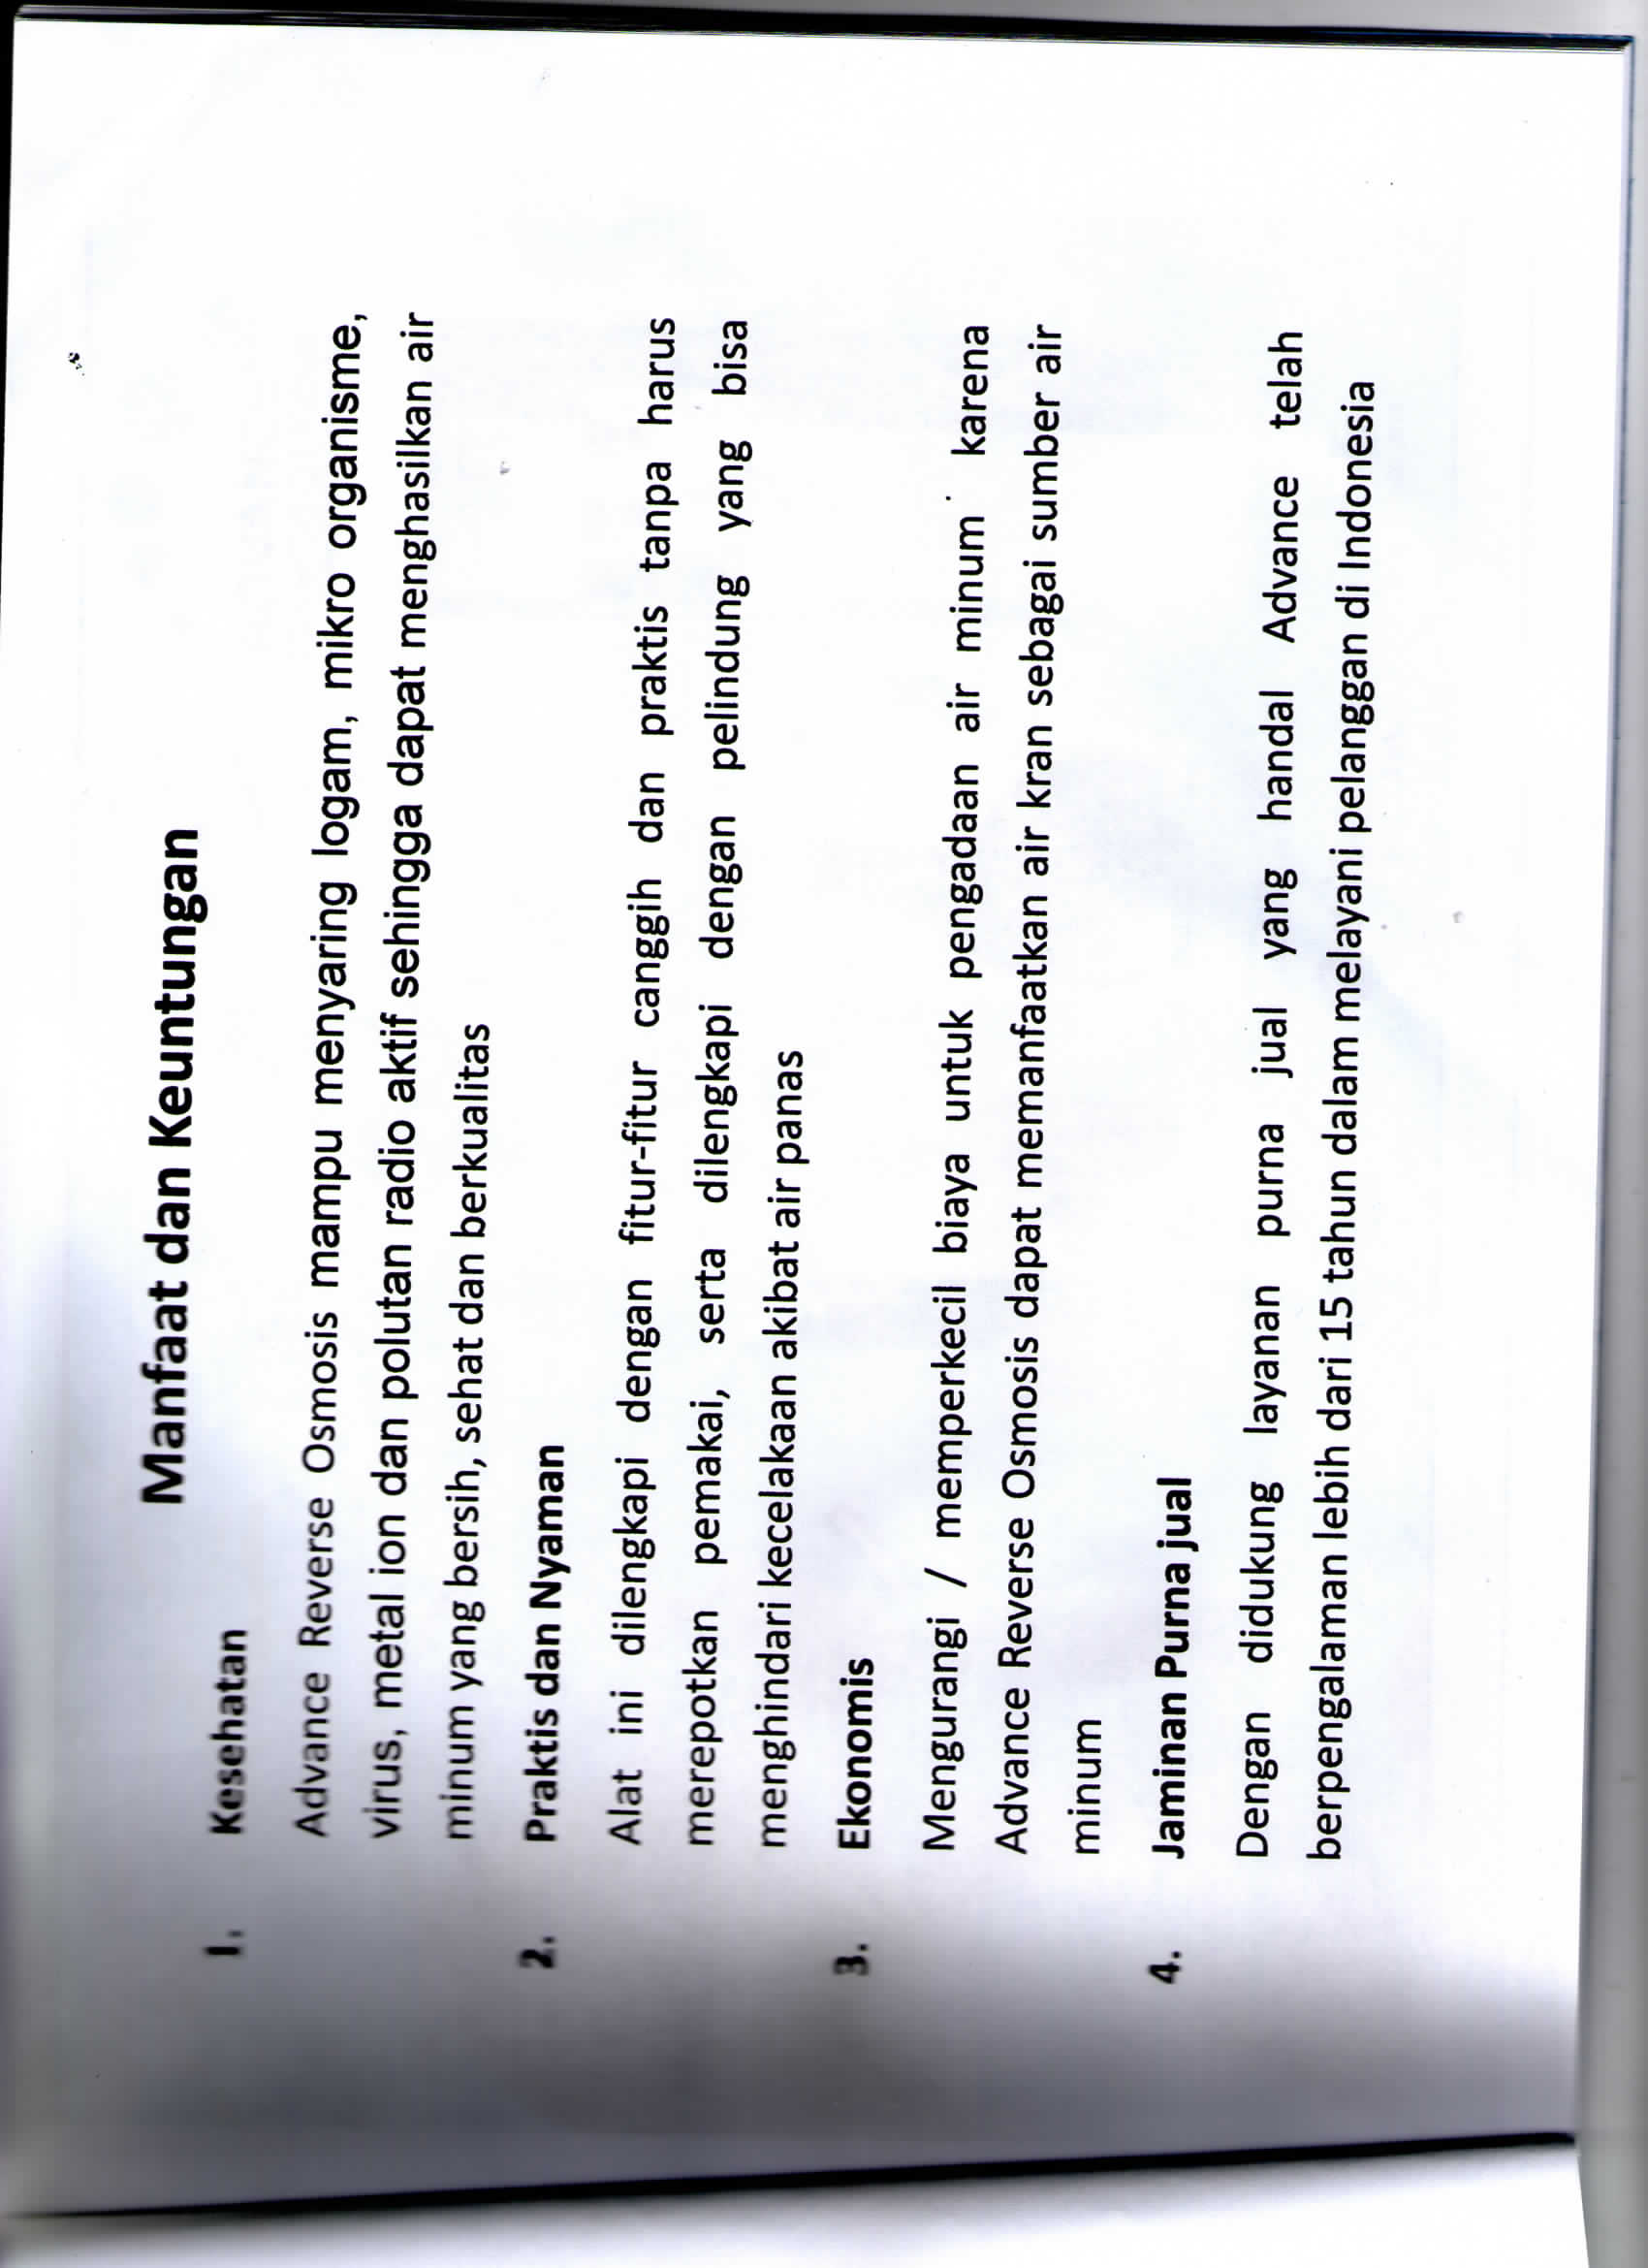 Manfaat dan Keuntungan
1. Kesehatan
Advance Reverse Osmosis mampu menyaring logam, mikro organisme,
virus, metal ion dan polutan radio aktif sehingga dapat menghasilkan air
minum yang bersih, sehat dan berkualitas
2. Praktis dan Nyaman
Alat ini dilengkapi dengan fitur-fitur canggih dan praktis tanpa harus
merepotkan pemakai, serta dilengkapi dengan pelindung yang bisa
menghindari kecelakaan akibat air panas
3. Ekonomis
Mengurangi / memperkecil biaya untuk pengadaan air minum karena
Advance Reverse Osmosis dapat memanfaatkan air kran sebagai sumber air
minum
4. Jaminan Purna jual
Dengan didukung layanan purna jual yang handal Advance telah
berpengalaman lebih dari 15 tahun dalam melayani pelanggan di Indonesia